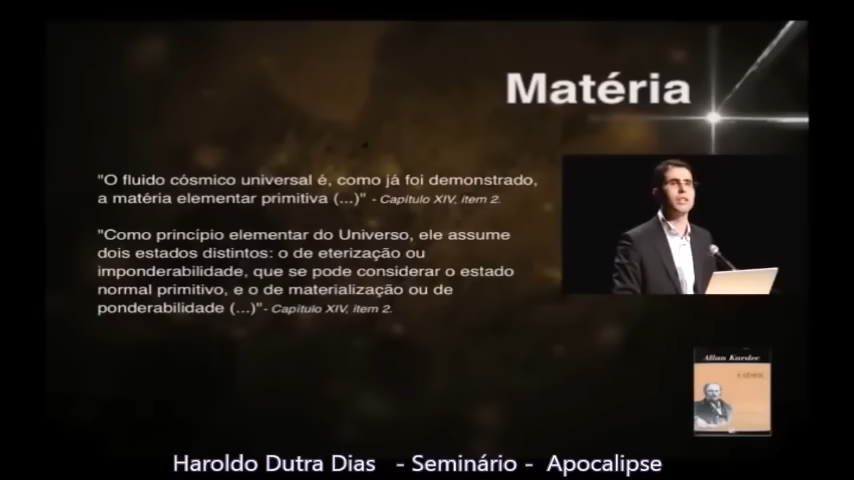 Matéria
"O fluido cósmico universal é, como já foi demonstrado,
a matéria elementar primitiva (...)" - Capítulo XIV, item 2.
"Como princípio elementar do Universo, ele assume
dois estados distintos: o de eterização ou
imponderabilidade, que se pode considerar o estado
normal primitivo, e o de materialização ou de
ponderabilidade (...)"- Capítulo XIV, item 2.
Allan Kardec
A GÊNESE
Haroldo Dutra Dias - Seminário - Apocalipse